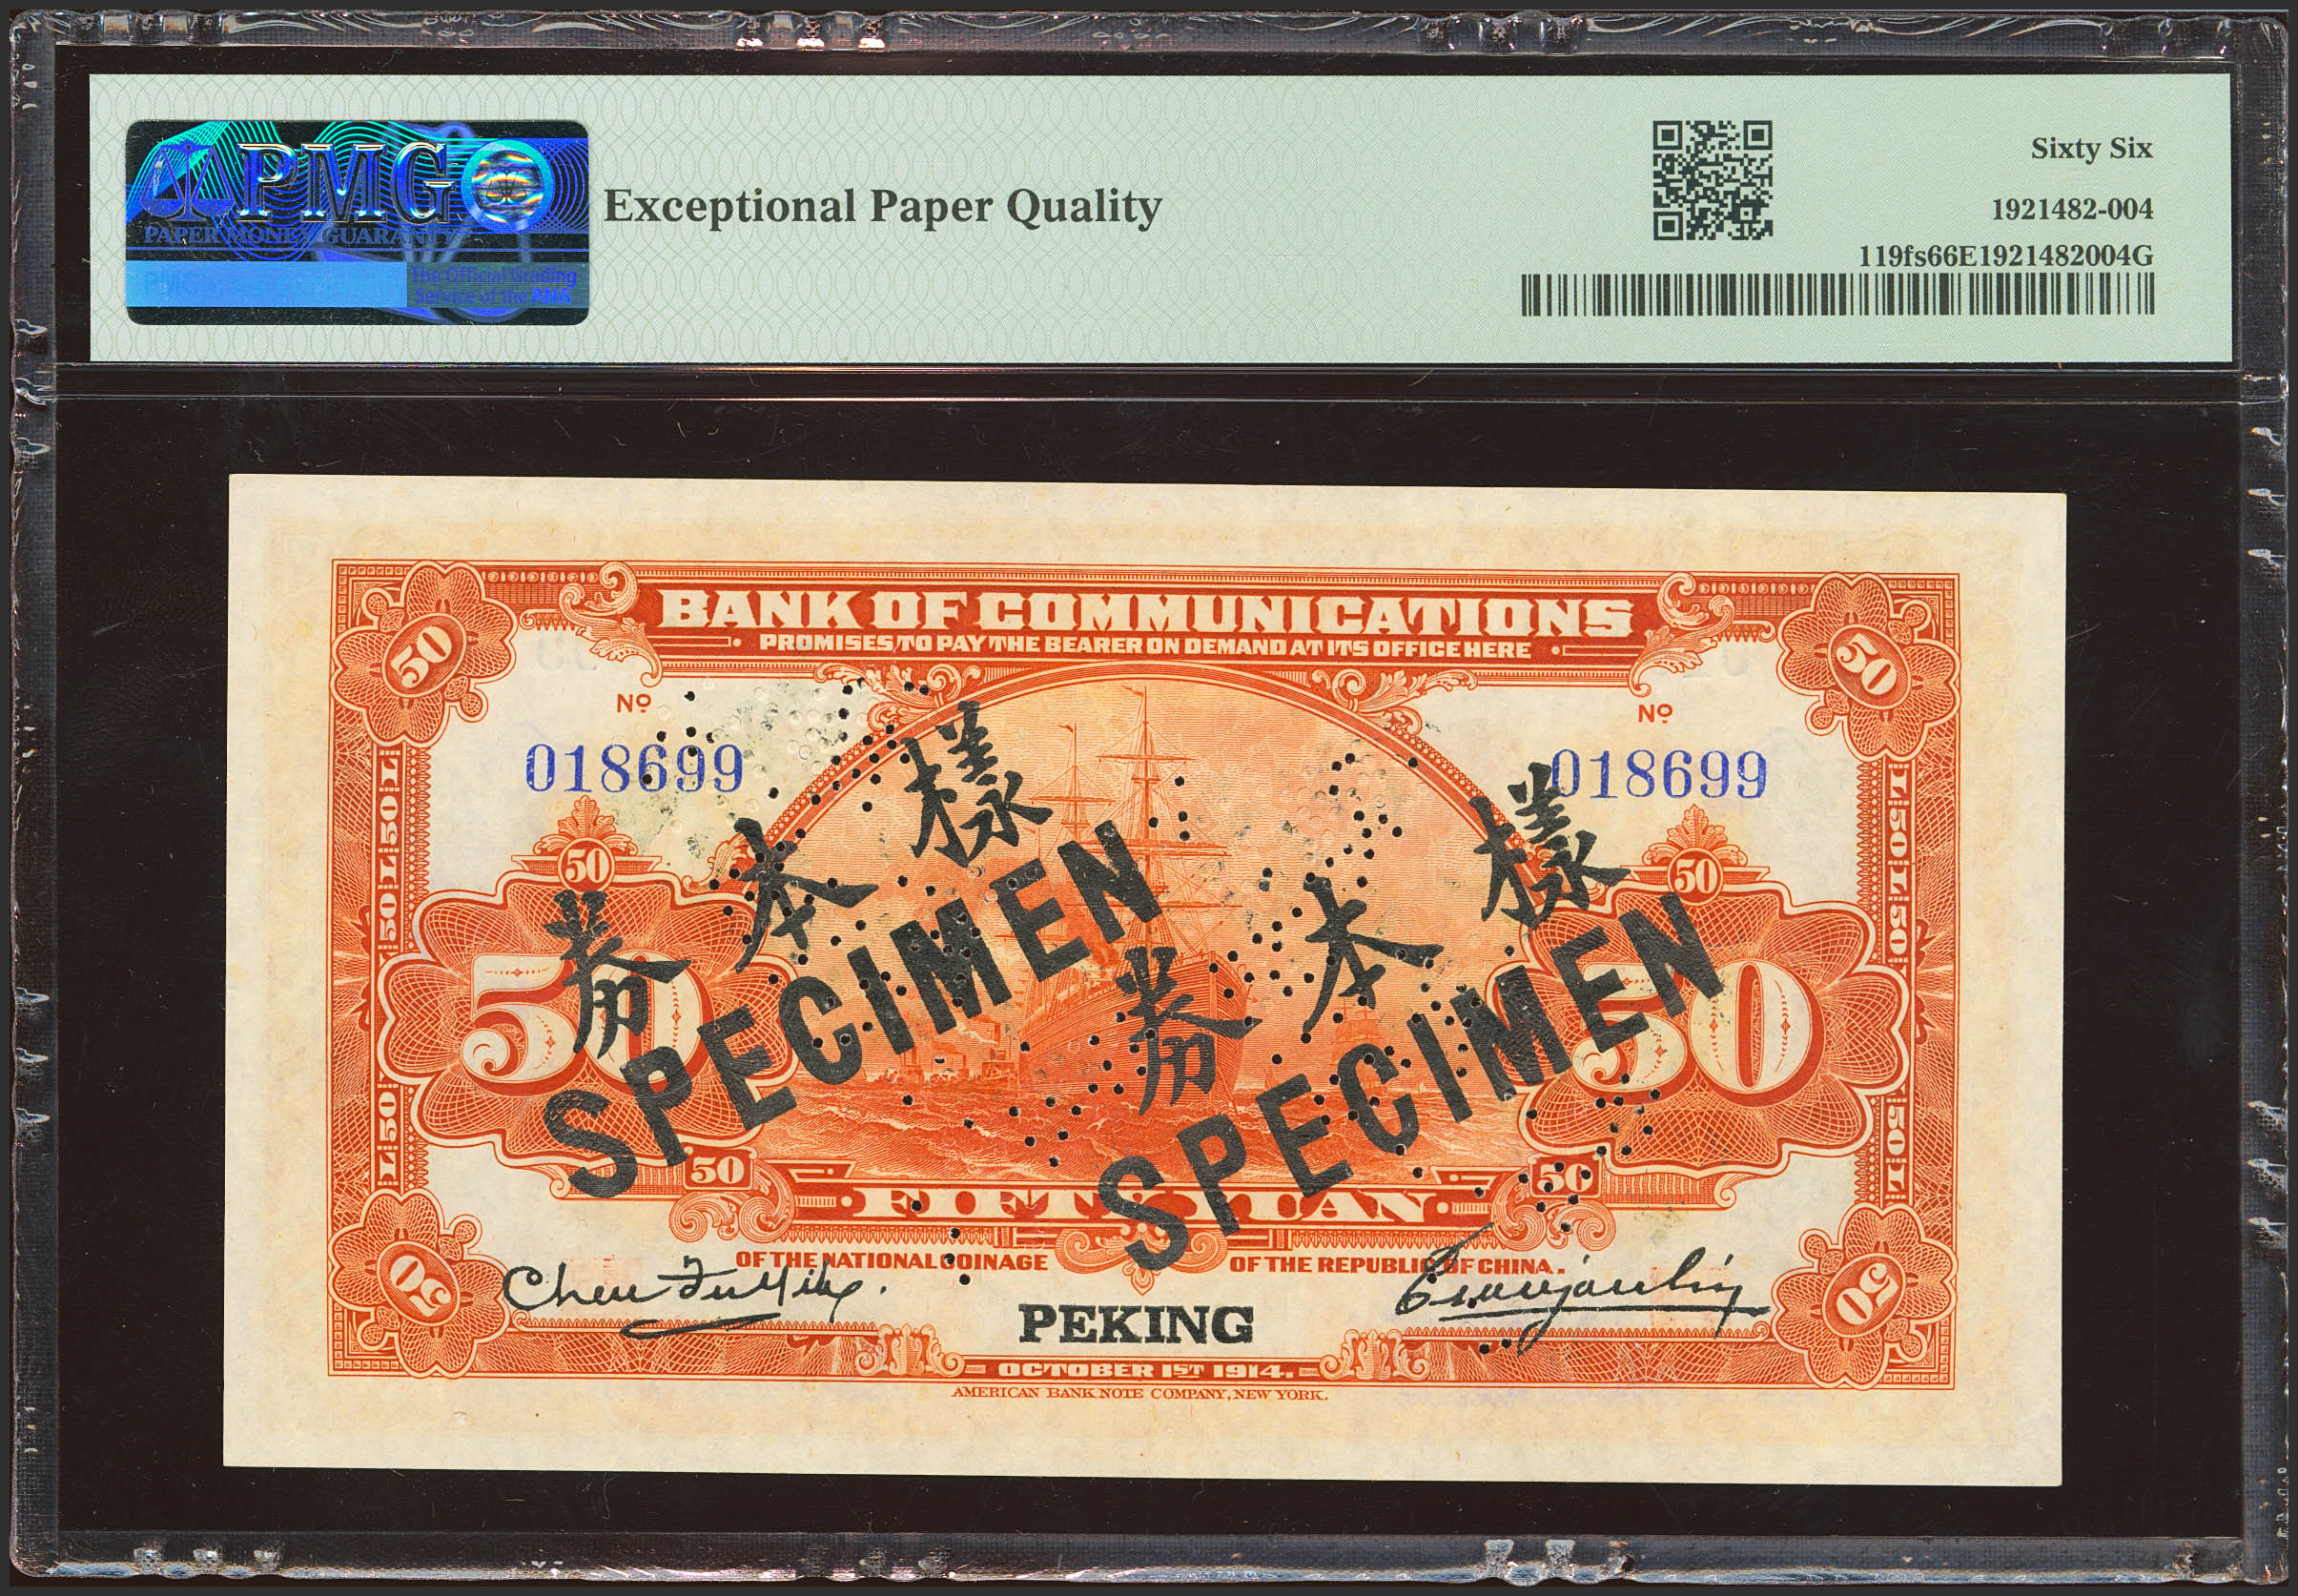 PMG
PAPER MONEY GUARANTY
The Official Grading
Service of the ANA
Exceptional Paper Quality
Sixty Six
1921482-004
119fs66E1921482004G
BANK OF COMMUNICATIONS
PROMISES TO PAY THE BEARER ON DEMAND AT ITS OFFICE HERE
50
50
Nº
Nº
018699
018699
50
50
樣本券
樣本券
SPECIMEN
SPECIMEN
50
50
50
50
50
50
FIFTY YUAN
OF THE NATIONAL COINAGE
OF THE REPUBLIC OF CHINA.
PEKING
OCTOBER 1ST 1914.
AMERICAN BANK NOTE COMPANY, NEW YORK.